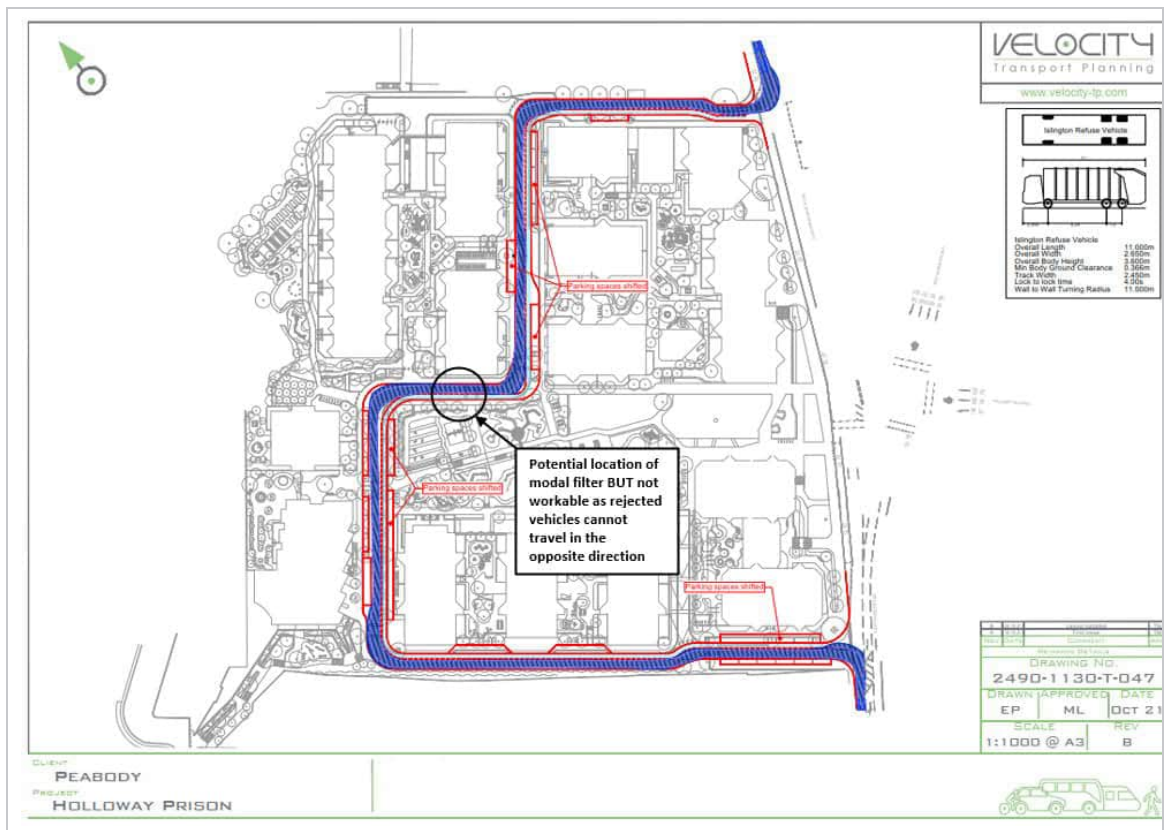 VELOCITY
Transport Planning
www.velocity-tp.com
Islington Refuse Vehicle
Islington Refuse Vehicle
Overall Length 11.000m
Overall Width 2.550m
Overall Body Height 3.800m
Min Body Ground Clearance 0.366m
Track Width 2.450m
Lock to lock time 4.00s
Wall to Wall Turning Radius 11.500m
Parking spaces shifted
Potential location of
modal filter BUT not
workable as rejected
vehicles cannot
travel in the
opposite direction
Parking spaces shifted
Parking spaces shifted
DRAWING NO.
2490-1130-T-047
DRAWN APPROVED DATE
EP ML OCT 21
SCALE REV
1:1000 @ A3 B
CLIENT
PEABODY
PROJECT
HOLLOWAY PRISON